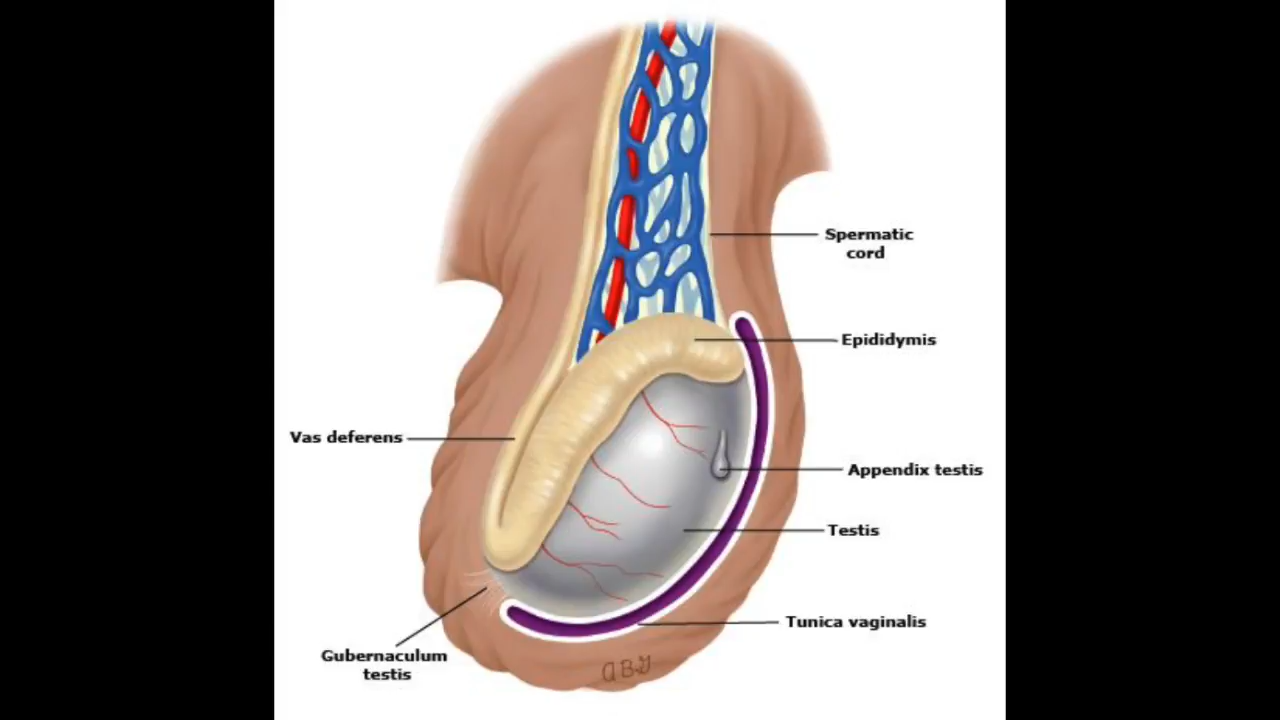 Spermatic
cord
Epididymis
Vas deferens
Appendix testis
Testis
Tunica vaginalis
Gubernaculum
testis